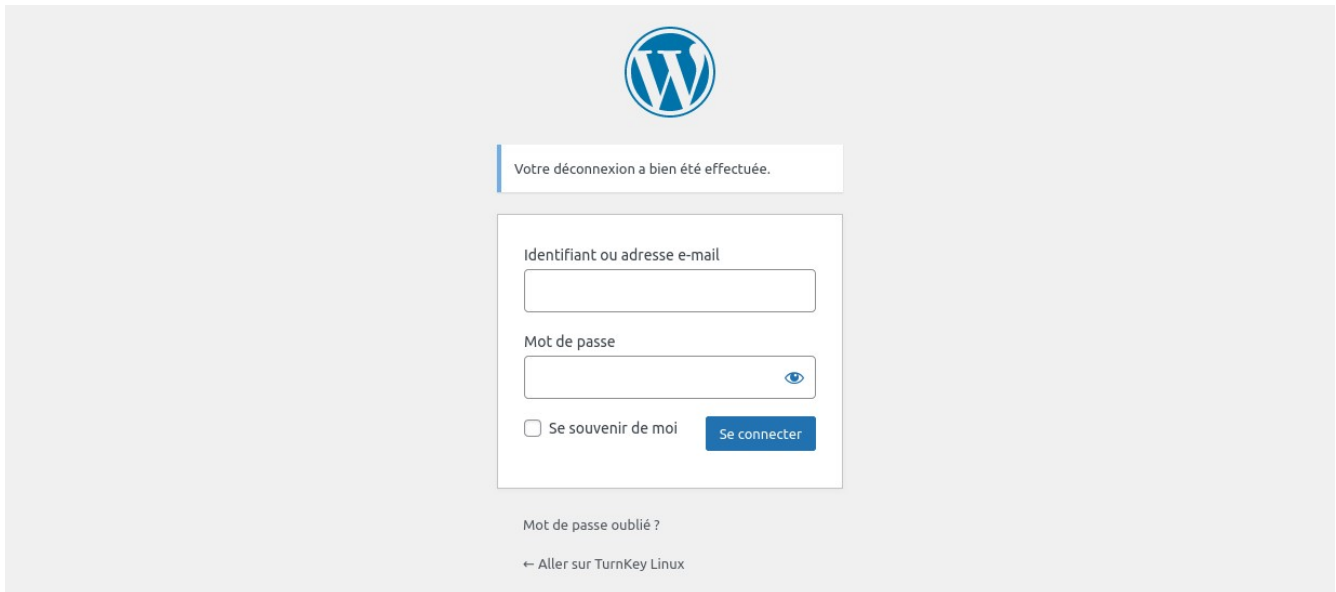 Votre déconnexion a bien été effectuée.
Identifiant ou adresse e-mail
Mot de passe
Se souvenir de moi
Se connecter
Mot de passe oublié ?
← Aller sur TurnKey Linux